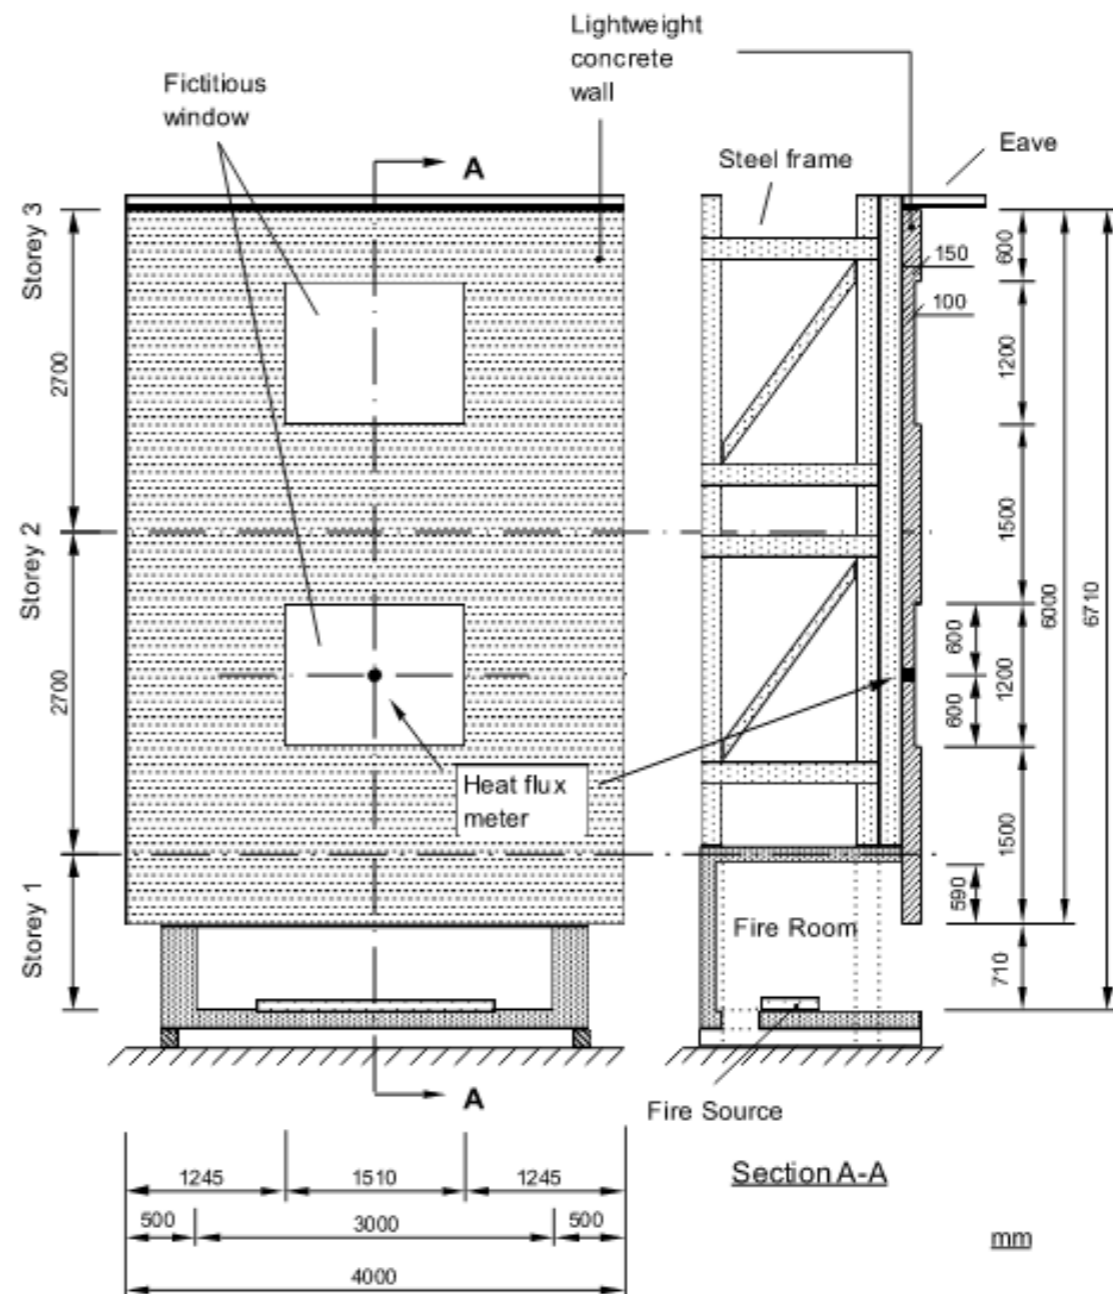 Lightweight
concrete
wall
Fictitious
window
A
Steel frame
Eave
Storey 3
2700
Storey 2
2700
Storey 1
Heat flux
meter
A
1245
1510
1245
500
3000
500
4000
600
150
100
1200
1500
600
600
1200
1500
590
710
6000
6710
Fire Room
Fire Source
Section A-A
mm